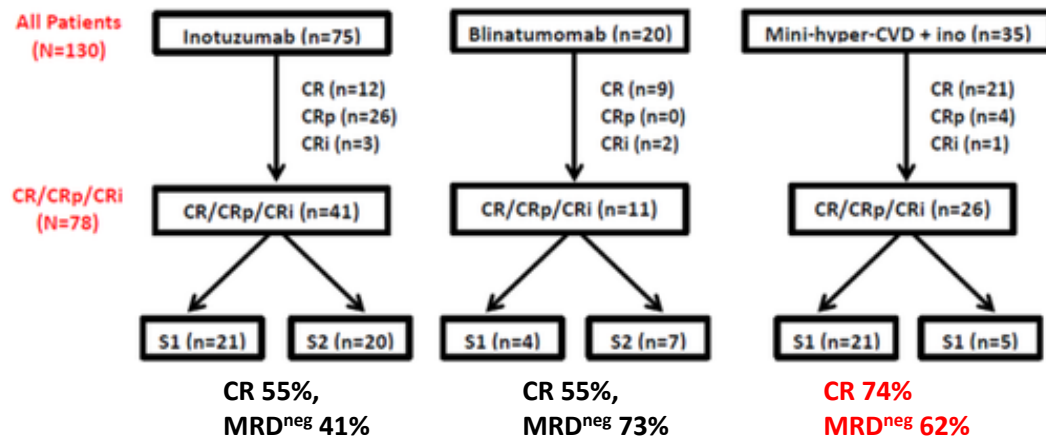 All Patients
(N=130)
Inotuzumab (n=75)
Blinatumomab (n=20)
Mini-hyper-CVD + ino (n=35)
CR (n=12)
CRp (n=26)
CRi (n=3)
CR (n=9)
CRp (n=0)
CRi (n=2)
CR (n=21)
CRp (n=4)
CRi (n=1)
CR/CRp/CRi
(N=78)
CR/CRp/CRi (n=41)
CR/CRp/CRi (n=11)
CR/CRp/CRi (n=26)
S1 (n=21)
S2 (n=20)
S1 (n=4)
S2 (n=7)
S1 (n=21)
S1 (n=5)
CR 55%,
MRDneg 41%
CR 55%,
MRDneg 73%
CR 74%
MRDneg 62%